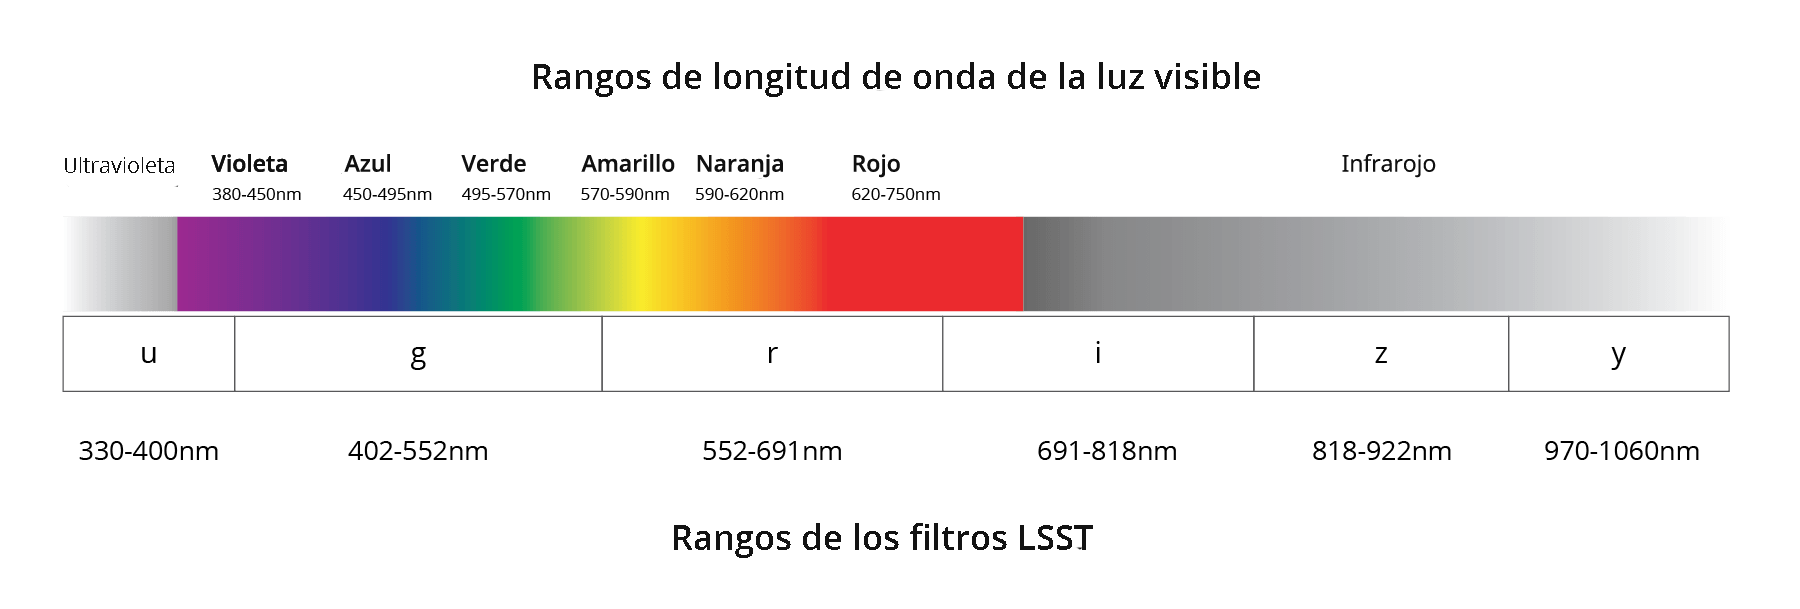 Rangos de longitud de onda de la luz visible
Ultravioleta Violeta Azul Verde Amarillo Naranja Rojo Infrarojo
380-450nm 450-495nm 495-570nm 570-590nm 590-620nm 620-750nm
u g r i z y
330-400nm 402-552nm 552-691nm 691-818nm 818-922nm 970-1060nm
Rangos de los filtros LSST